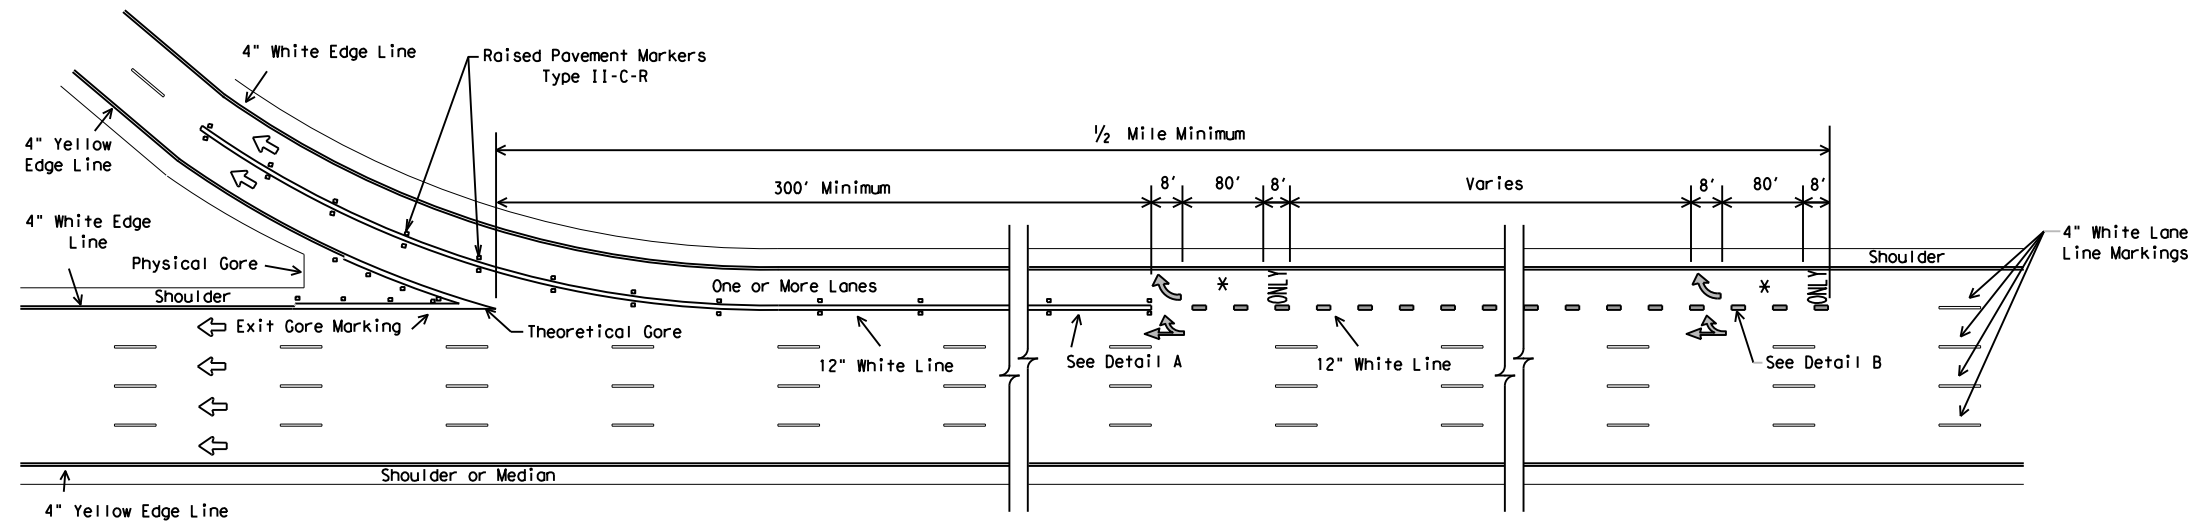 4" White Edge Line
Raised Pavement Markers
Type II-C-R
4" Yellow
Edge Line
½ Mile Minimum
300' Minimum
8'
80'
8'
Varies
8'
80'
8'
4" White Edge
Line
Physical Gore
Shoulder
4" White Lane
Line Markings
Shoulder
One or More Lanes
*
ONLY
*
ONLY
Exit Gore Marking
Theoretical Gore
12" White Line
See Detail A
12" White Line
See Detail B
Shoulder or Median
4" Yellow Edge Line